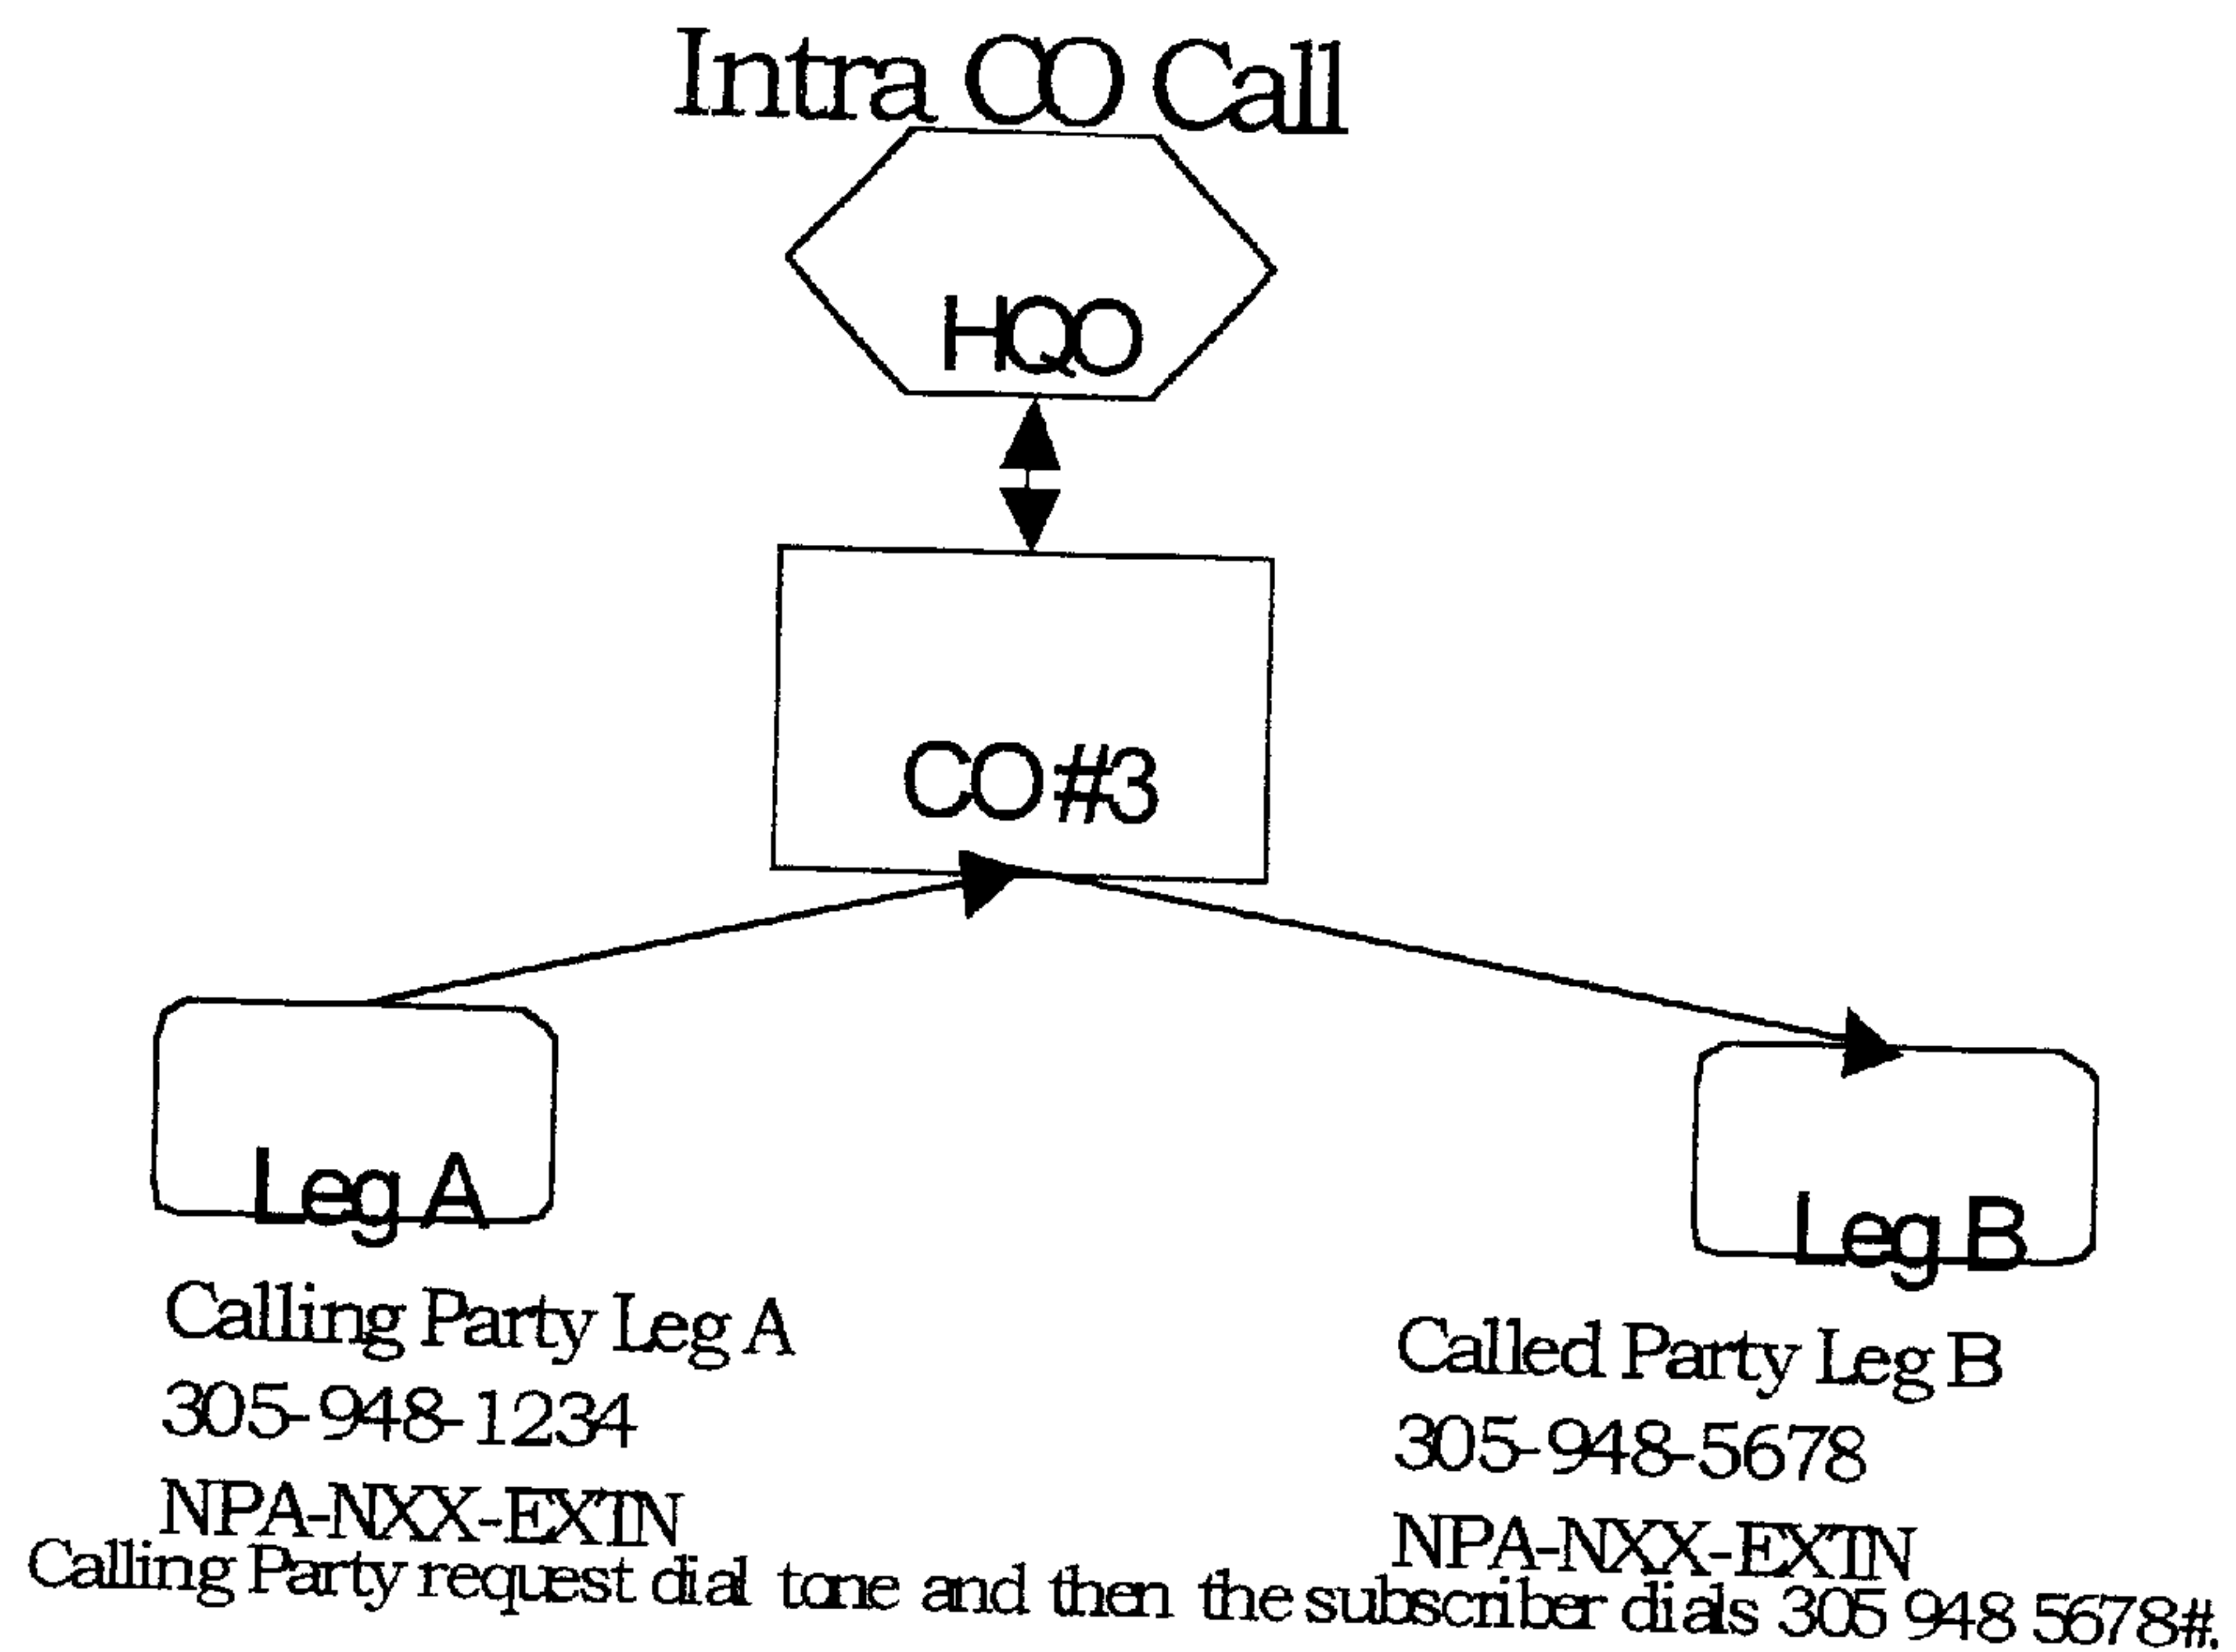 Intra CO Call
HQO
CO #3
Leg A
Leg B
Calling Party Leg A
305-948-1234
NPA-NXX-EXTN
Called Party Leg B
305-948-5678
NPA-NXX-EXTN
Calling Party request dial tone and then the subscriber dials 305 948 5678#.